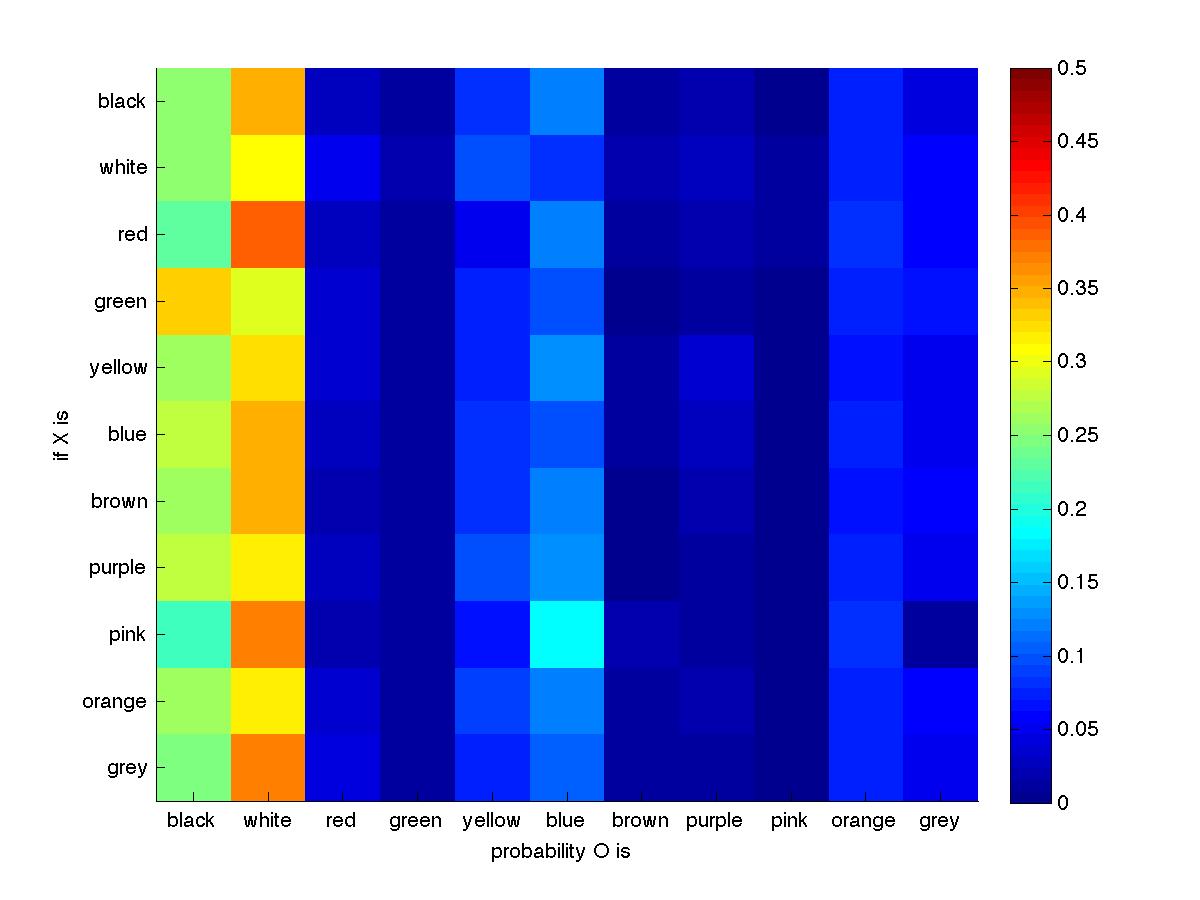 black
white
red
green
yellow
blue
brown
purple
pink
orange
grey
if X is
black white red green yellow blue brown purple pink orange grey
probability O is
0.5
0.45
0.4
0.35
0.3
0.25
0.2
0.15
0.1
0.05
0